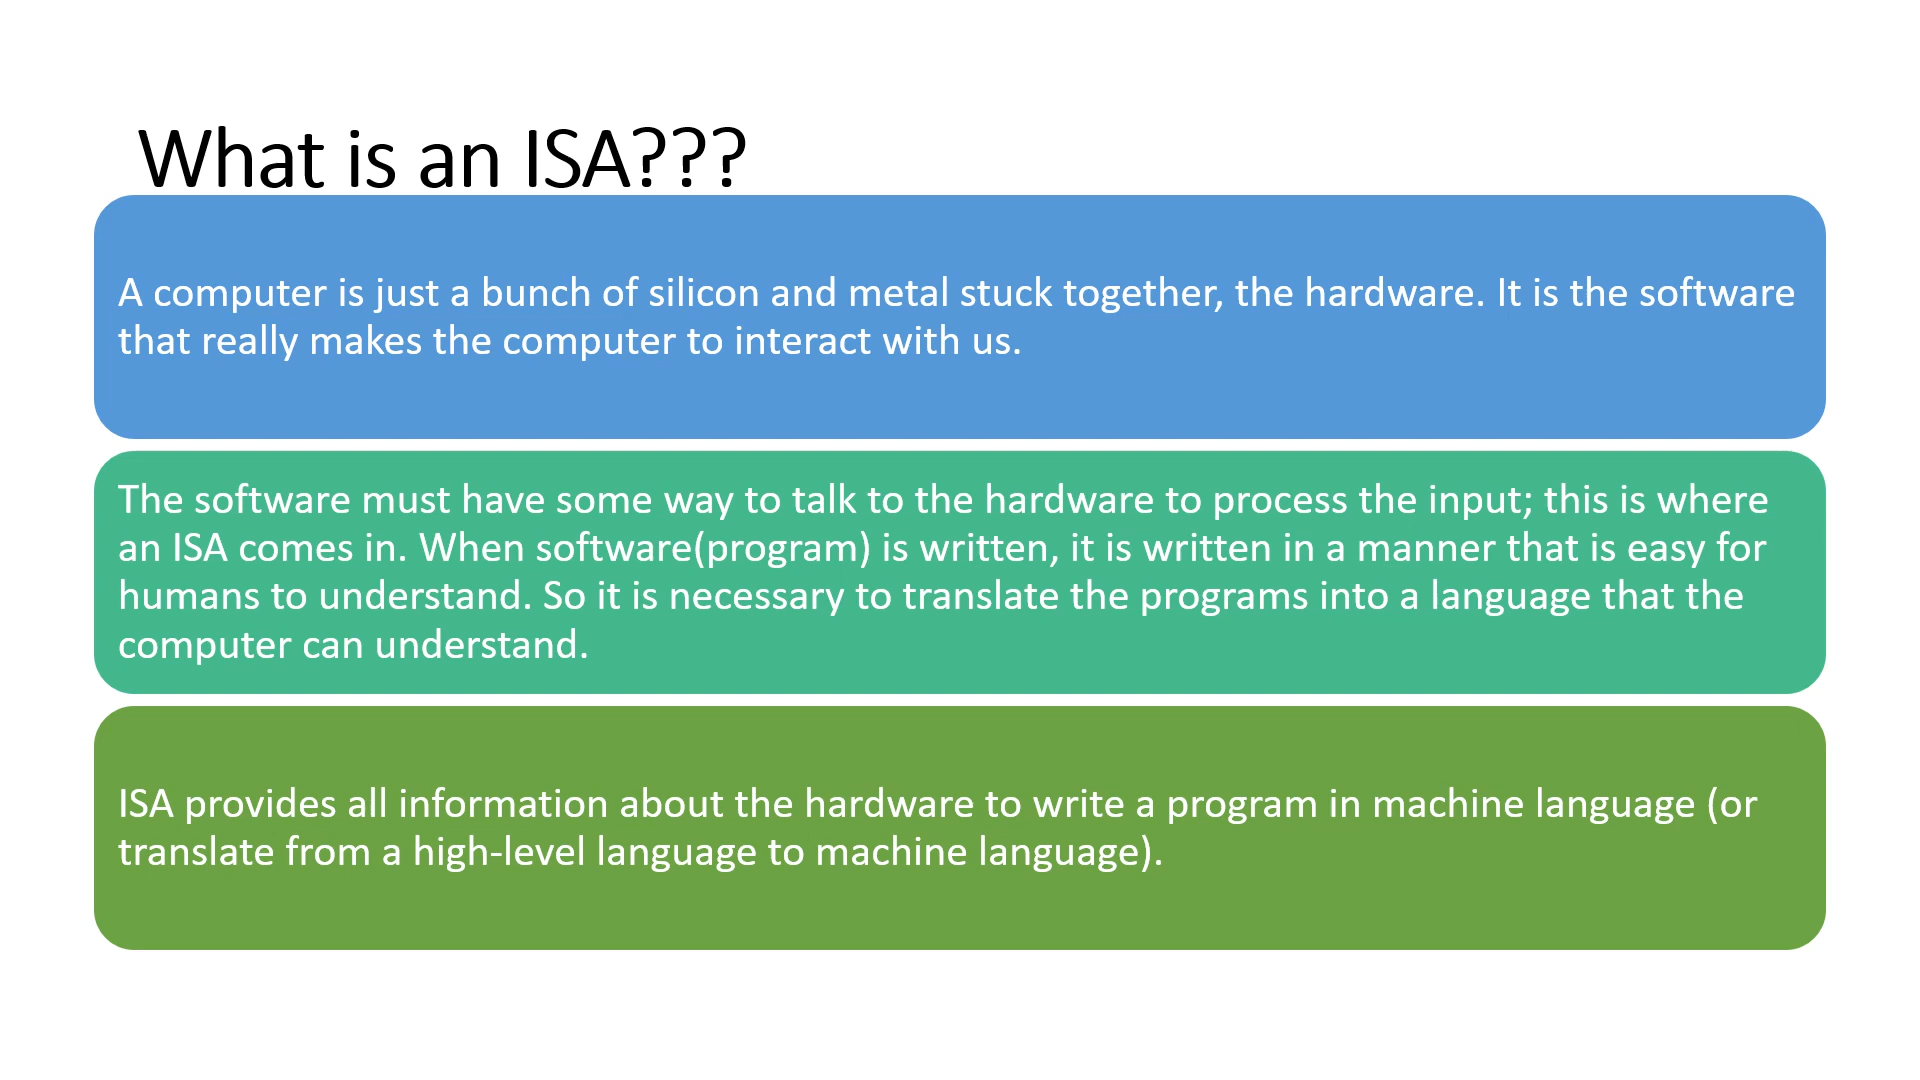 What is an ISA???
A computer is just a bunch of silicon and metal stuck together, the hardware. It is the software
that really makes the computer to interact with us.
The software must have some way to talk to the hardware to process the input; this is where
an ISA comes in. When software(program) is written, it is written in a manner that is easy for
humans to understand. So it is necessary to translate the programs into a language that the
computer can understand.
ISA provides all information about the hardware to write a program in machine language (or
translate from a high-level language to machine language).